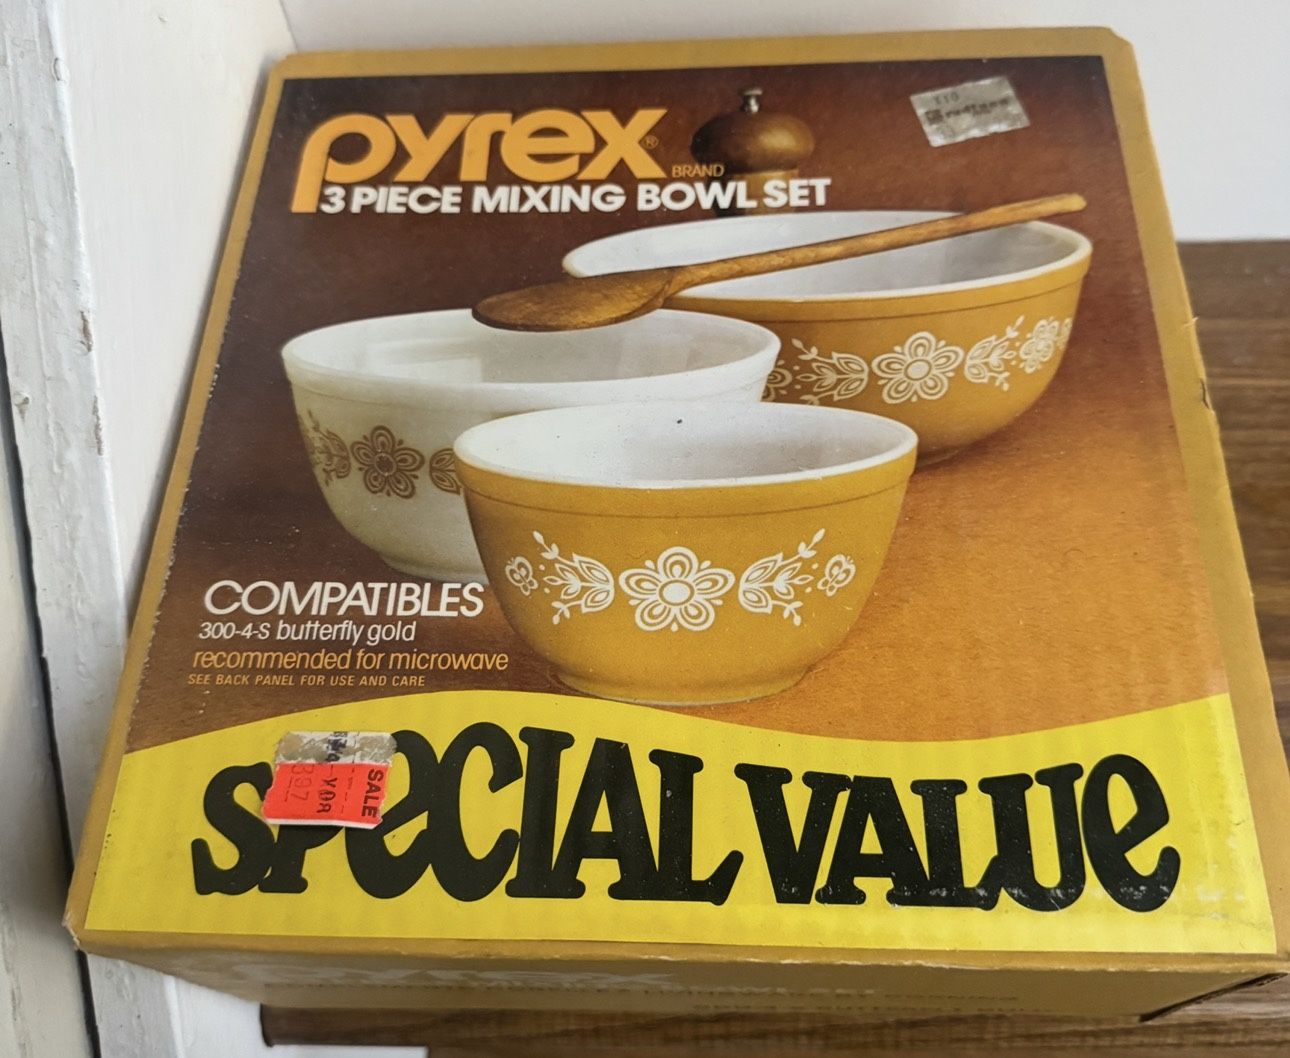 pyrex®
BRAND
3 PIECE MIXING BOWL SET
COMPATIBLES
300-4-S butterfly gold
recommended for microwave
SEE BACK PANEL FOR USE AND CARE
SPECIAL VALUE
SALE
397